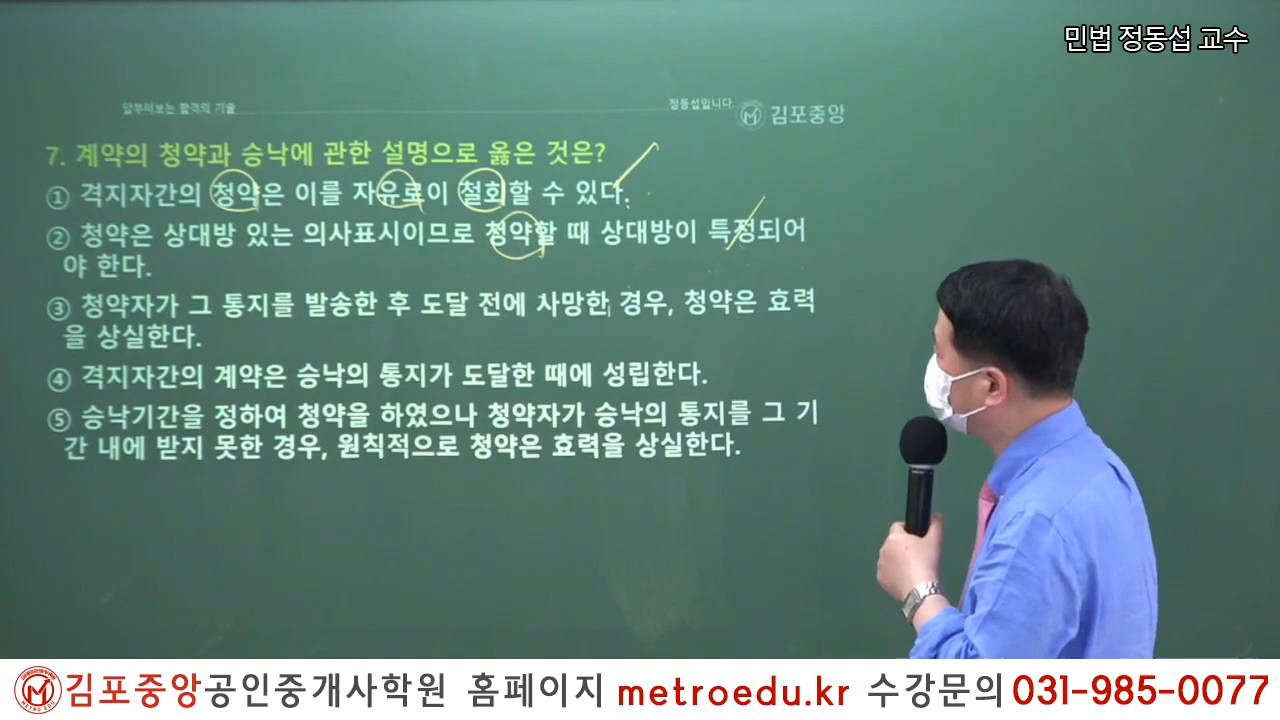 민법 정동섭 교수
답부터보는 합격의 기술
정동섭입니다.
김포중앙
7. 계약의 청약과 승낙에 관한 설명으로 옳은 것은?
① 격지자간의 청약은 이를 자유로이 철회할 수 있다.
② 청약은 상대방 있는 의사표시이므로 청약할 때 상대방이 특정되어
야 한다.
③ 청약자가 그 통지를 발송한 후 도달 전에 사망한 경우, 청약은 효력
을 상실한다.
④ 격지자간의 계약은 승낙의 통지가 도달한 때에 성립한다.
⑤ 승낙기간을 정하여 청약을 하였으나 청약자가 승낙의 통지를 그 기
간 내에 받지 못한 경우, 원칙적으로 청약은 효력을 상실한다.
METRO EDU 김포중앙공인중개사학원 홈페이지 metroedu.kr 수강문의 031-985-0077